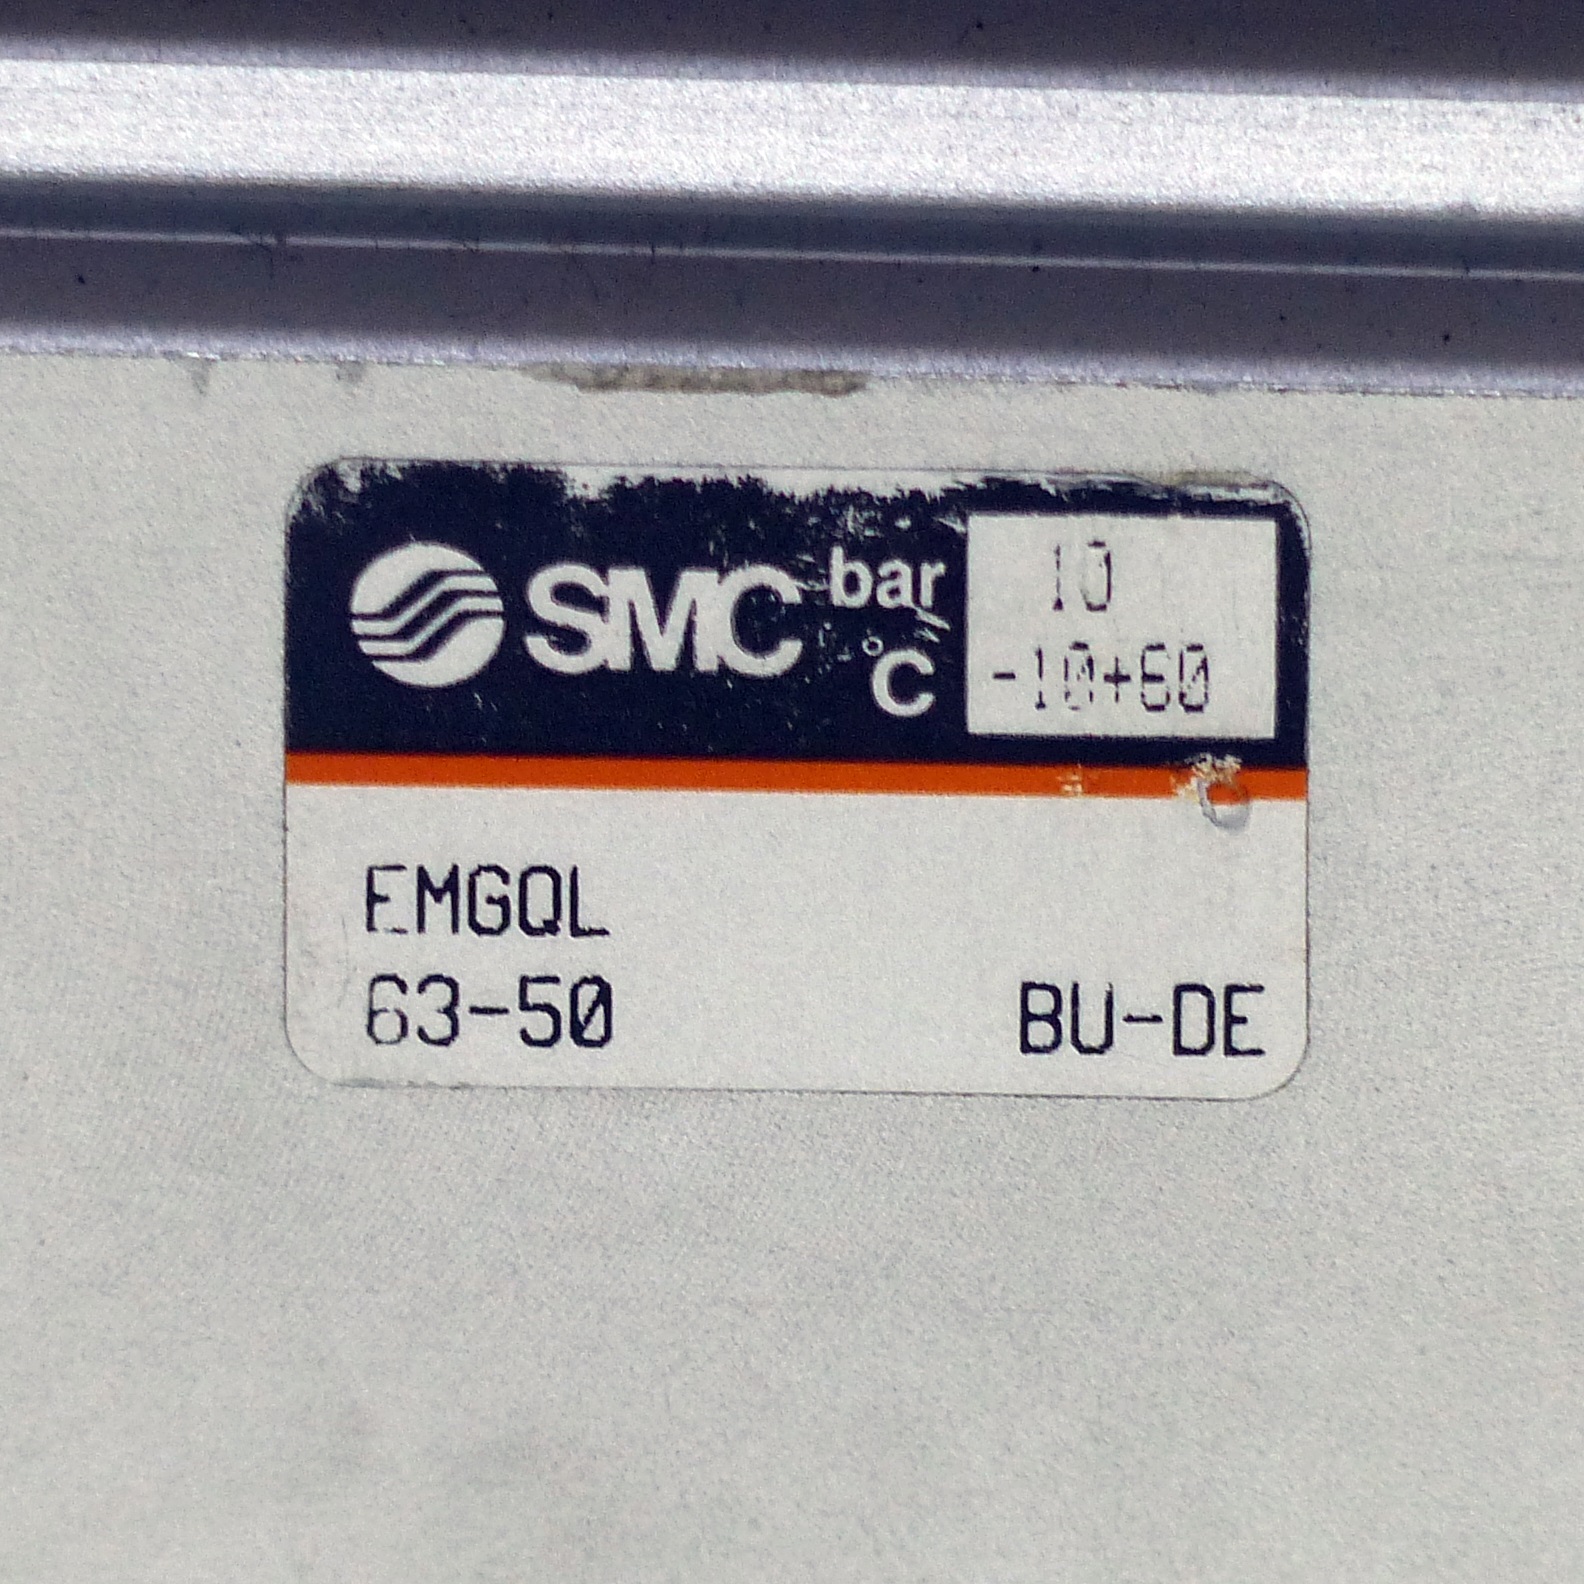 SMC bar 10
°C -10+60
EMGQL
63-50 BU-DE